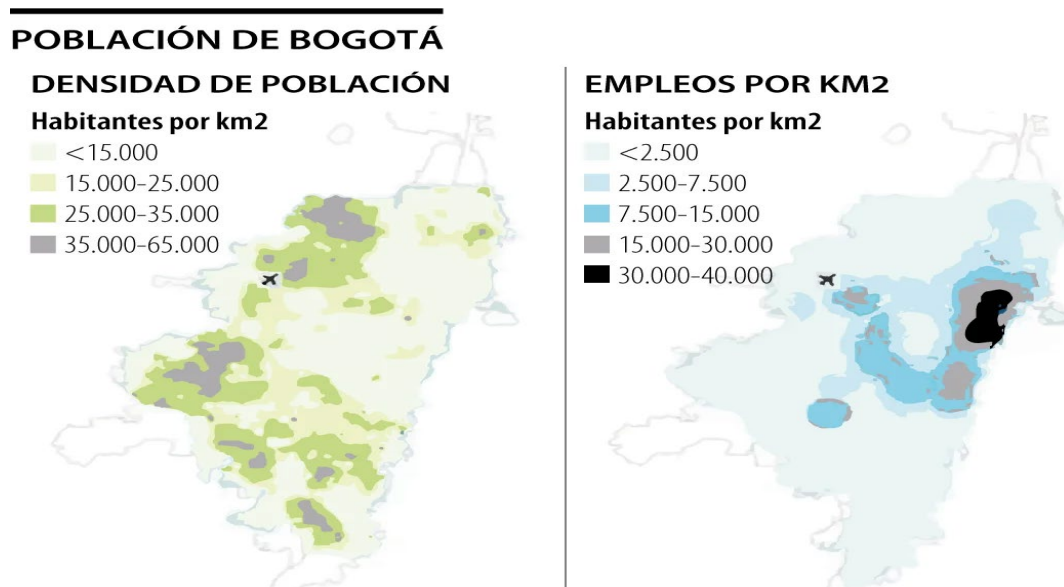 POBLACIÓN DE BOGOTÁ
DENSIDAD DE POBLACIÓN
Habitantes por km2
<15.000
15.000-25.000
25.000-35.000
35.000-65.000
EMPLEOS POR KM2
Habitantes por km2
<2.500
2.500-7.500
7.500-15.000
15.000-30.000
30.000-40.000